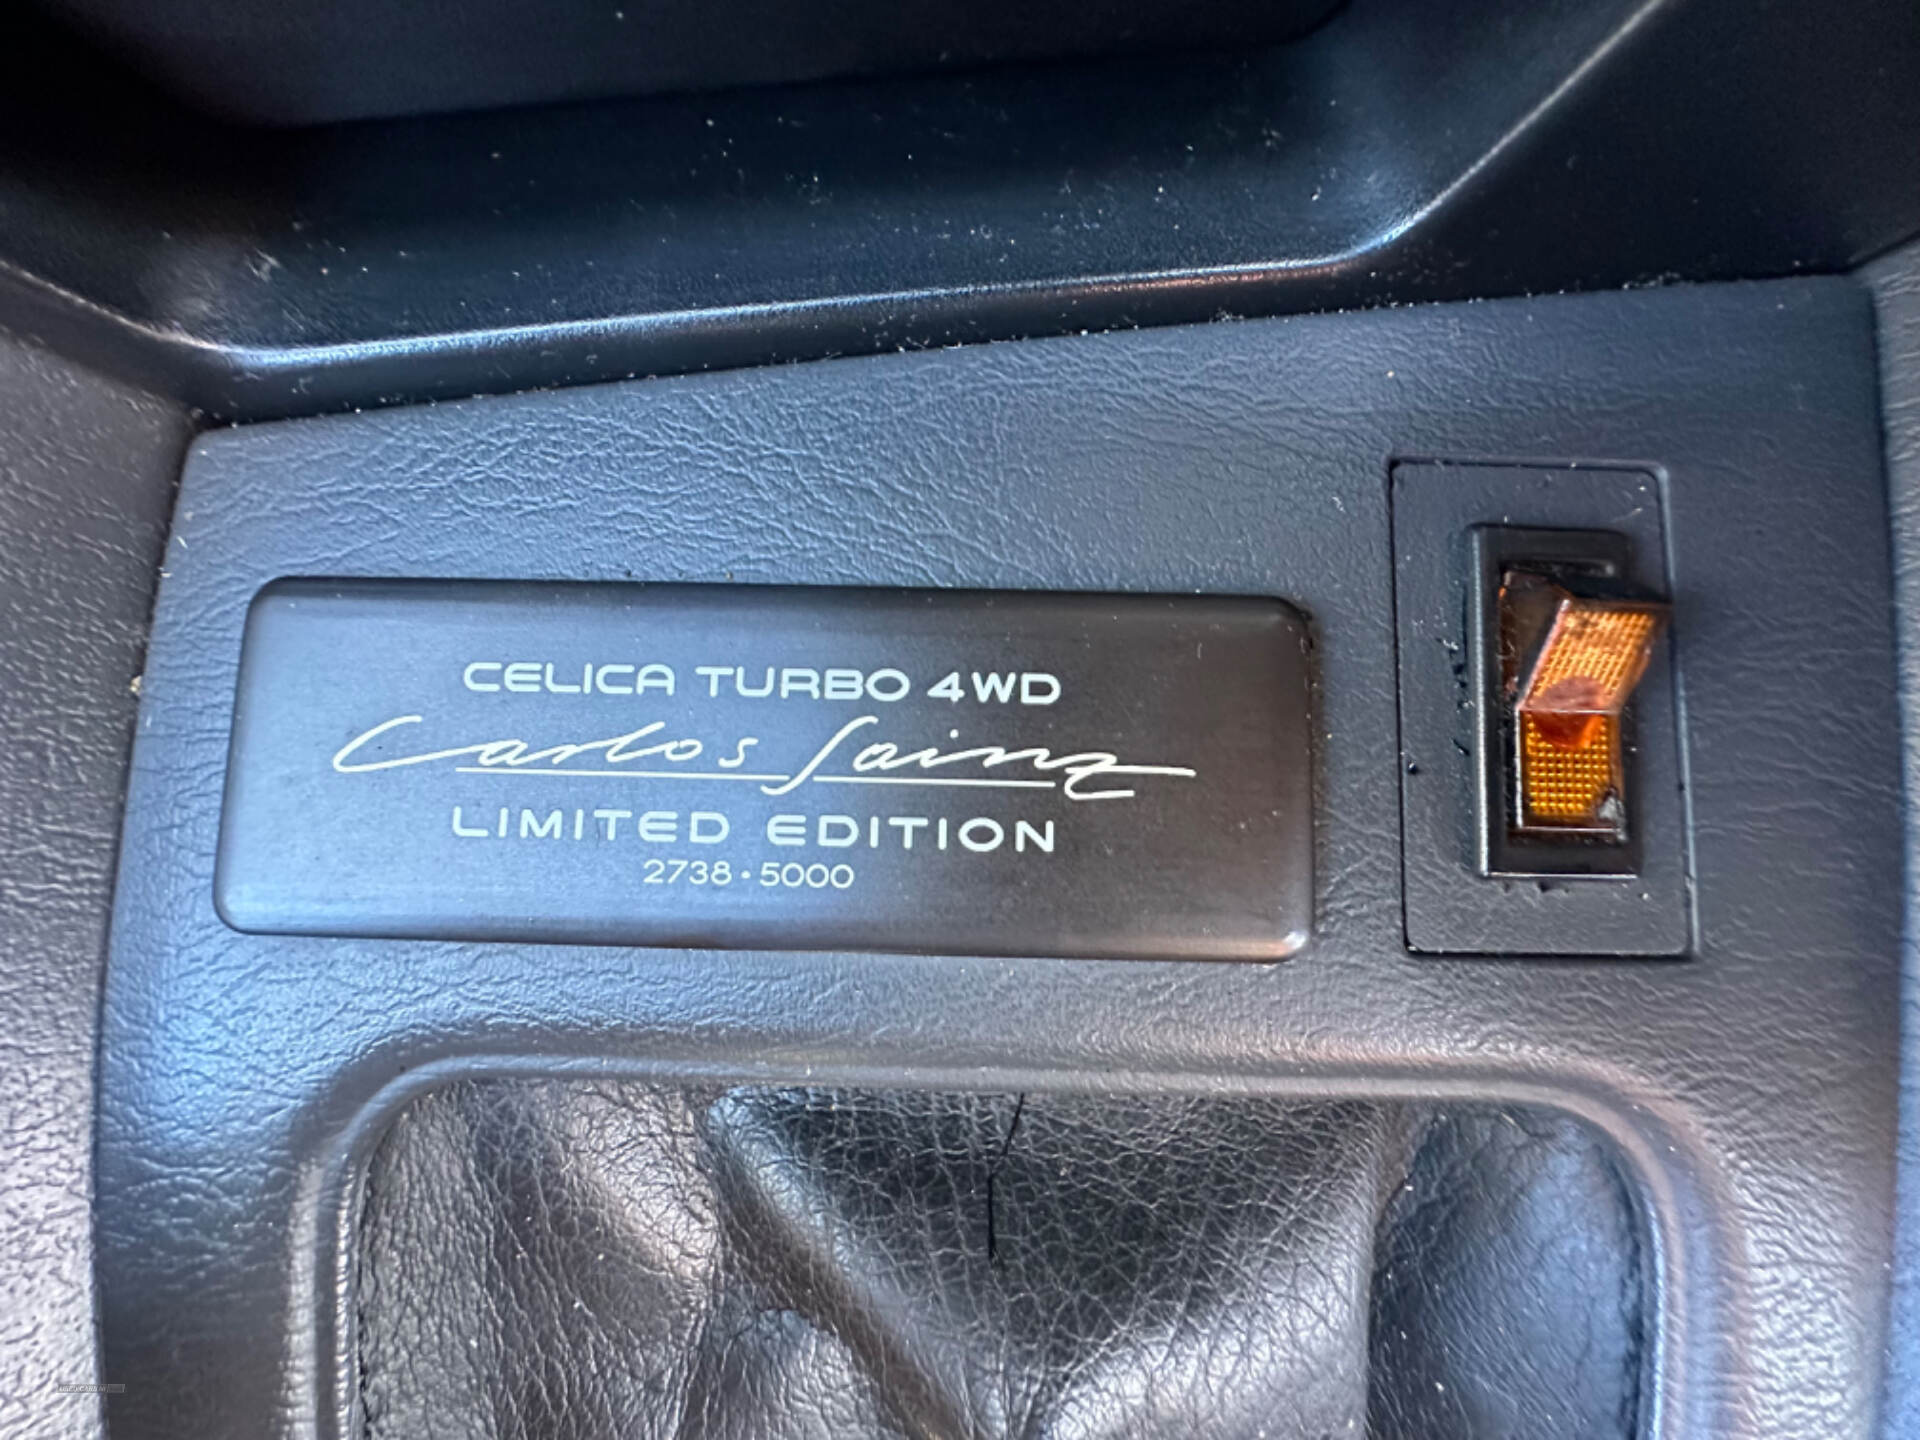 CELICA TURBO 4WD
Carlos Sainz
LIMITED EDITION
2738 • 5000